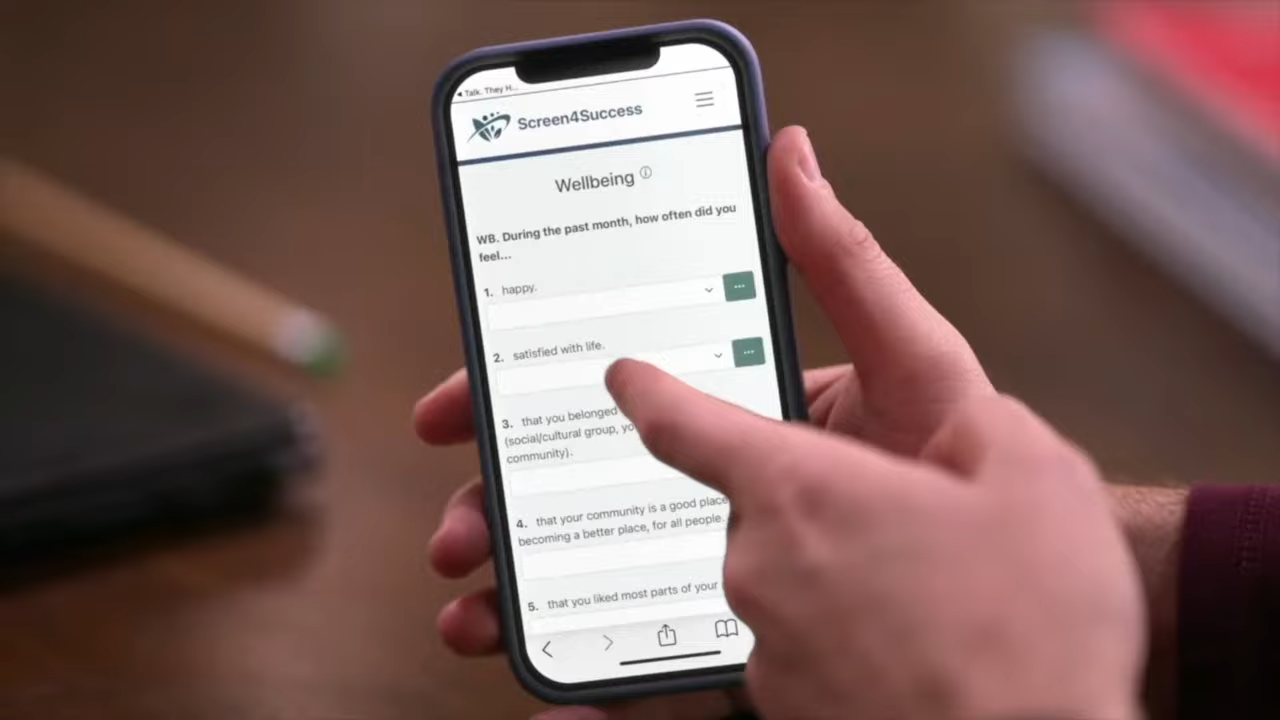 ◀ Talk. They H...
Screen4Success
Wellbeing ⓘ
WB. During the past month, how often did you
feel...
1. happy.
2. satisfied with life.
3. that you belonged
(social/cultural group, yo
community).
4. that your community is a good place
becoming a better place, for all people.
5. that you liked most parts of your